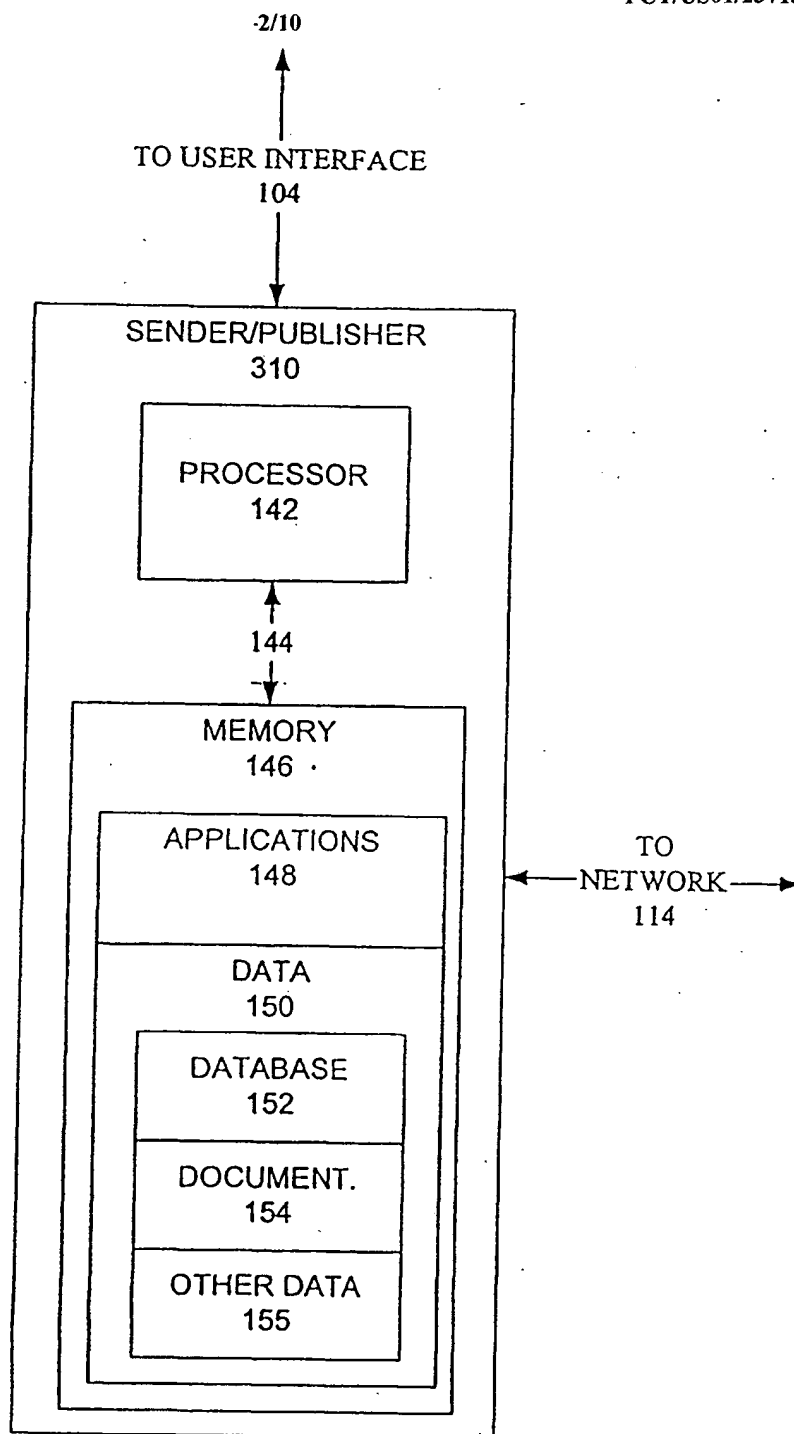 -2/10
TO USER INTERFACE
104
SENDER/PUBLISHER
310
PROCESSOR
142
144
MEMORY
146
APPLICATIONS
148
TO
NETWORK
114
DATA
150
DATABASE
152
DOCUMENT.
154
OTHER DATA
155